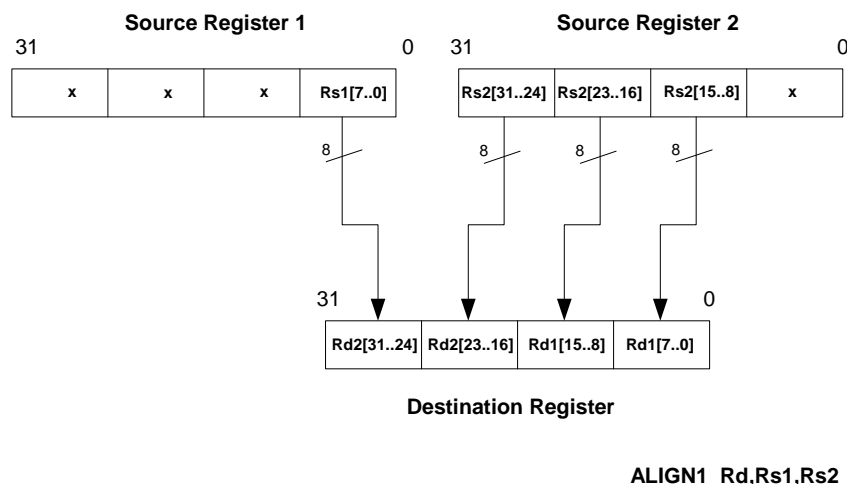 Source Register 1
Source Register 2
31 0 31 0
x x x Rs1[7..0] Rs2[31..24] Rs2[23..16] Rs2[15..8] x
8 8 8 8
31 0
Rd2[31..24] Rd2[23..16] Rd1[15..8] Rd1[7..0]
Destination Register
ALIGN1 Rd,Rs1,Rs2